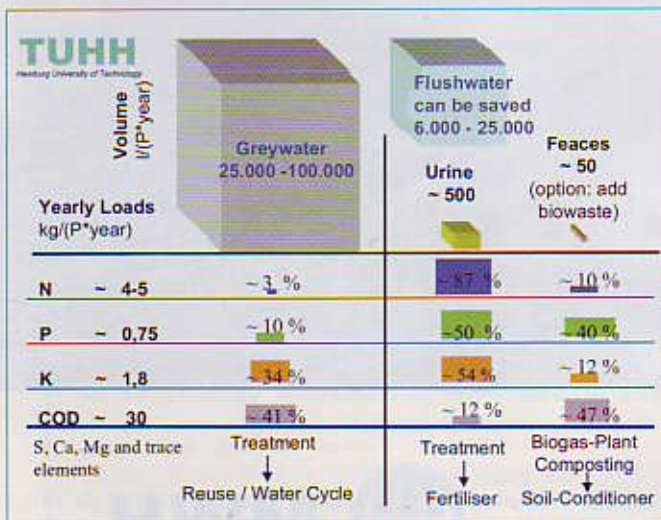 TUHH
Hamburg University of Technology
Volume
l/(P*year)
Greywater
25.000 -100.000
Flushwater
can be saved
6.000 - 25.000
Urine
~ 500
Feaces
~ 50
(option: add
biowaste)
Yearly Loads
kg/(P*year)
N ~ 4-5 ~ 3 % ~ 87 % ~ 10 %
P ~ 0,75 ~ 10 % ~50 % ~ 40 %
K ~ 1,8 ~ 34 % ~ 54 % ~ 12 %
COD ~ 30 ~ 41 % ~ 12 % ~ 47 %
S, Ca, Mg and trace
elements
Treatment
Reuse / Water Cycle
Treatment
Fertiliser
Biogas-Plant
Composting
Soil-Conditioner